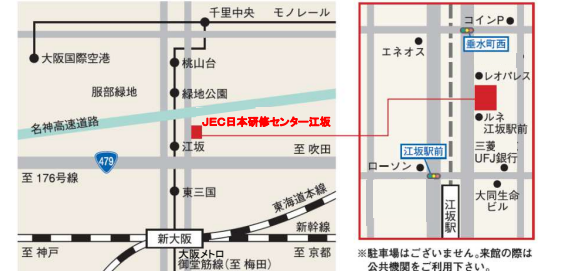 千里中央
モノレール
大阪国際空港
桃山台
服部緑地
緑地公園
名神高速道路
JEC日本研修センター江坂
江坂
至 吹田
479
至 176号線
東三国
東海道本線
新幹線
新大阪
至 神戸
大阪メトロ
御堂筋線(至 梅田)
至 京都
コインP
エネオス
垂水町西
レオパレス
ルネ
江坂駅前
江坂駅前
三菱
UFJ銀行
ローソン
江坂駅
大同生命
ビル
※駐車場はございません。来館の際は
公共機関をご利用下さい。